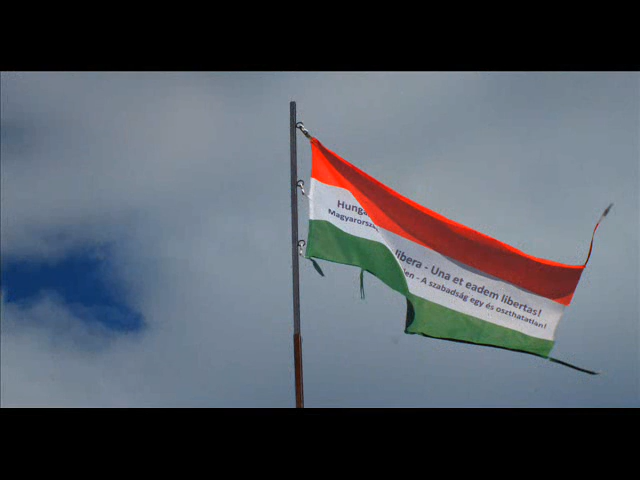 Hunga libera - Una et eadem libertas!
Magyarorsz en - A szabadság egy és oszthatatlan!